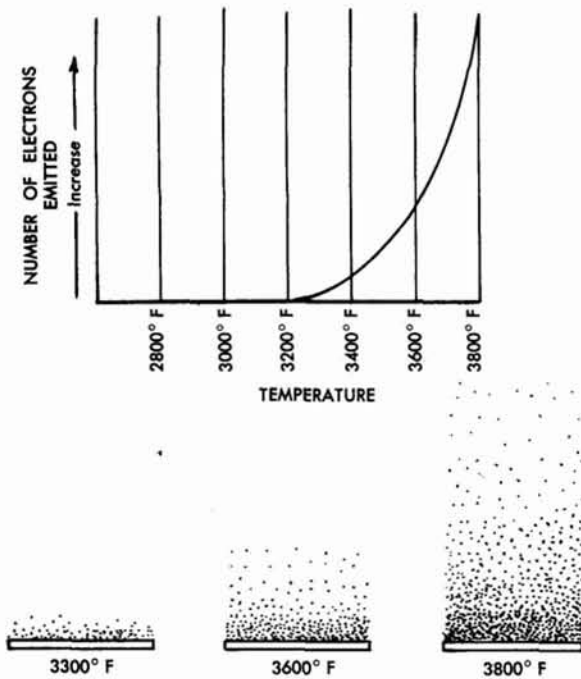 NUMBER OF ELECTRONS
EMITTED
Increase
2800° F
3000° F
3200° F
3400° F
3600° F
3800° F
TEMPERATURE
3300° F
3600° F
3800° F